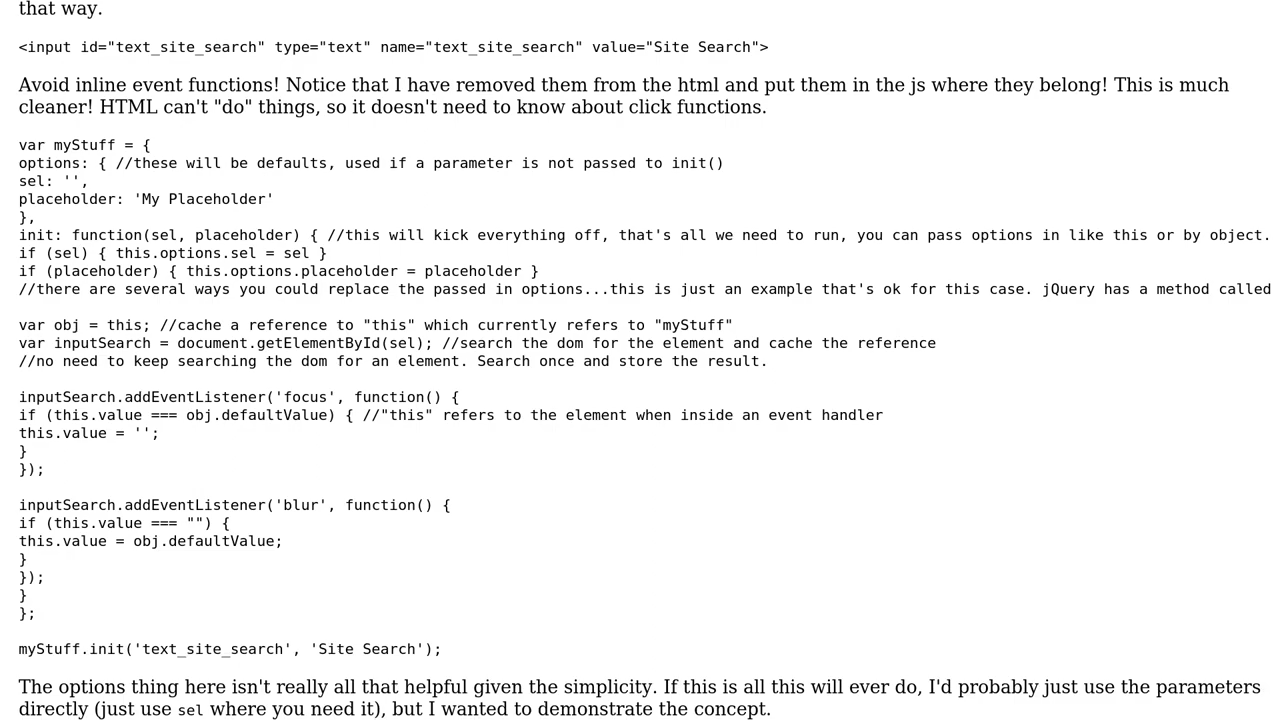 that way.
<input id="text_site_search" type="text" name="text_site_search" value="Site Search">
Avoid inline event functions! Notice that I have removed them from the html and put them in the js where they belong! This is much
cleaner! HTML can't "do" things, so it doesn't need to know about click functions.
var myStuff = {
options: { //these will be defaults, used if a parameter is not passed to init()
sel: '',
placeholder: 'My Placeholder'
},
init: function(sel, placeholder) { //this will kick everything off, that's all we need to run, you can pass options in like this or by object.
if (sel) { this.options.sel = sel }
if (placeholder) { this.options.placeholder = placeholder }
//there are several ways you could replace the passed in options...this is just an example that's ok for this case. jQuery has a method called
var obj = this; //cache a reference to "this" which currently refers to "myStuff"
var inputSearch = document.getElementById(sel); //search the dom for the element and cache the reference
//no need to keep searching the dom for an element. Search once and store the result.
inputSearch.addEventListener('focus', function() {
if (this.value === obj.defaultValue) { //"this" refers to the element when inside an event handler
this.value = '';
}
});
inputSearch.addEventListener('blur', function() {
if (this.value === "") {
this.value = obj.defaultValue;
}
});
}
};
myStuff.init('text_site_search', 'Site Search');
The options thing here isn't really all that helpful given the simplicity. If this is all this will ever do, I'd probably just use the parameters
directly (just use sel where you need it), but I wanted to demonstrate the concept.